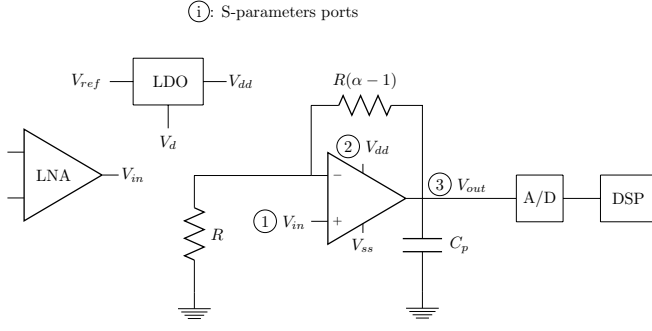 i: S-parameters ports
V_ref LDO V_dd
V_d
LNA V_in
R(α − 1)
2 V_dd
−
1 V_in +
V_ss
R
3 V_out
C_p
A/D
DSP